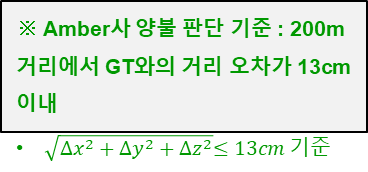 ※ Amber사 양불 판단 기준 : 200m
거리에서 GT와의 거리 오차가 13cm
이내
• √Δx² + Δy² + Δz² ≤ 13cm 기준